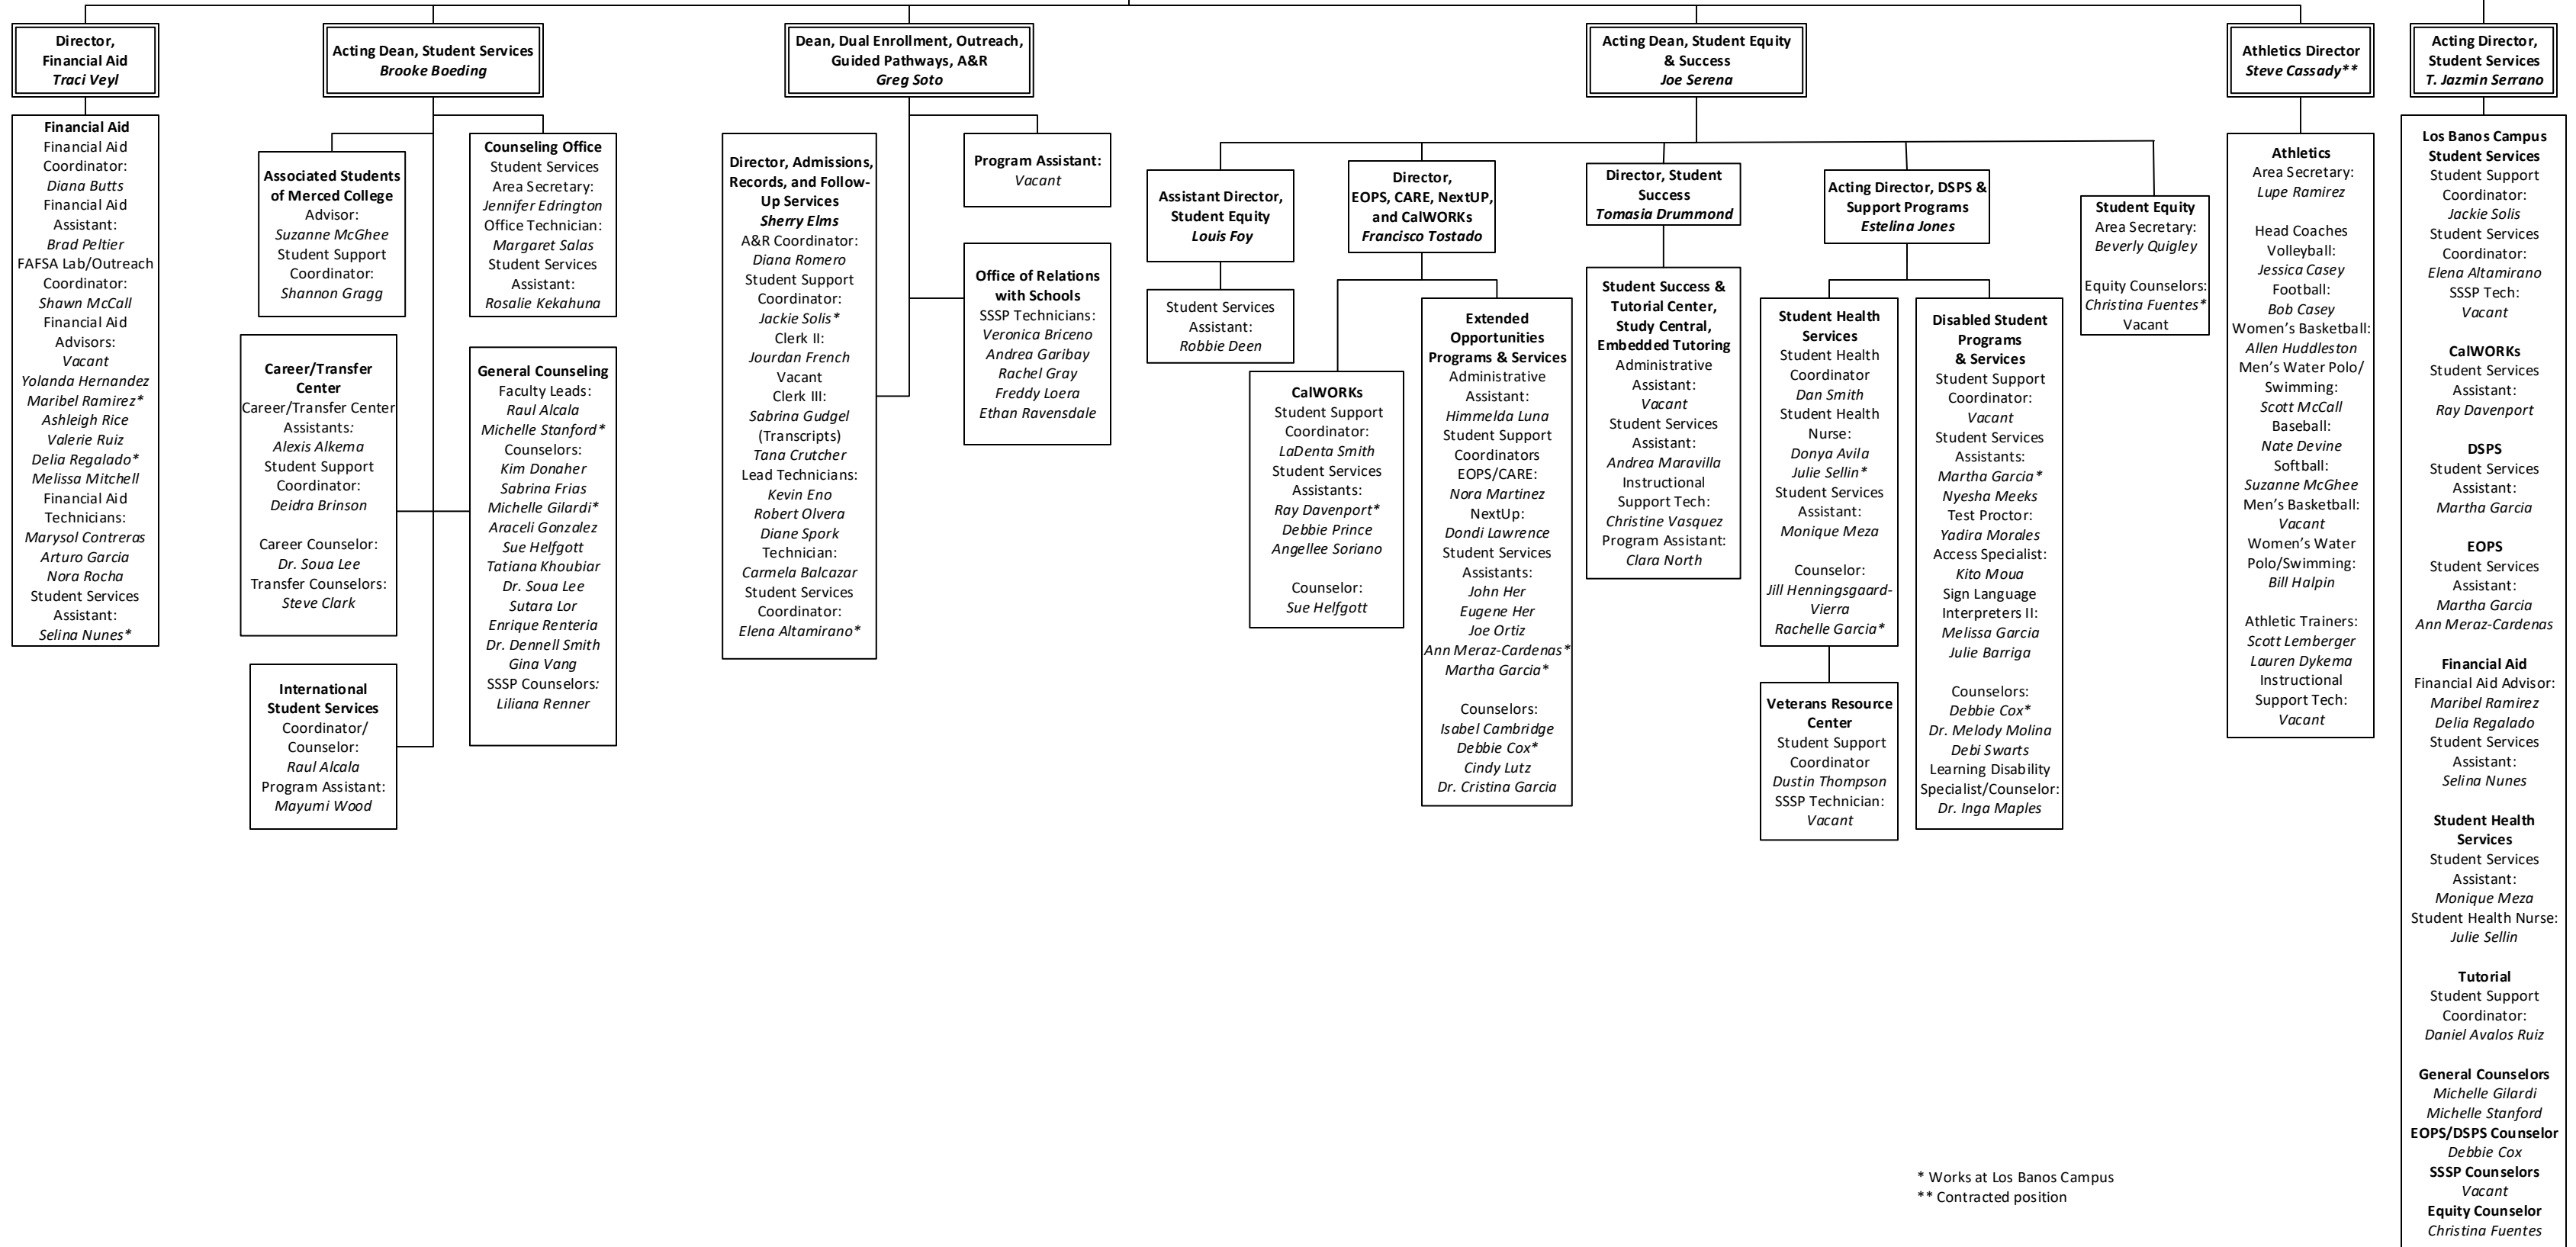 Director,
Financial Aid
Traci Veyl
Financial Aid
Financial Aid
Coordinator:
Diana Butts
Financial Aid
Assistant:
Brad Peltier
FAFSA Lab/Outreach
Coordinator:
Shawn McCall
Financial Aid
Advisors:
Vacant
Yolanda Hernandez
Maribel Ramirez*
Ashleigh Rice
Valerie Ruiz
Delia Regalado*
Melissa Mitchell
Financial Aid
Technicians:
Marysol Contreras
Arturo Garcia
Nora Rocha
Student Services
Assistant:
Selina Nunes*
Acting Dean, Student Services
Brooke Boeding
Associated Students
of Merced College
Advisor:
Suzanne McGhee
Student Support
Coordinator:
Shannon Gragg
Career/Transfer
Center
Career/Transfer Center
Assistants:
Alexis Alkema
Student Support
Coordinator:
Deidra Brinson
Career Counselor:
Dr. Soua Lee
Transfer Counselors:
Steve Clark
International
Student Services
Coordinator/
Counselor:
Raul Alcala
Program Assistant:
Mayumi Wood
Counseling Office
Student Services
Area Secretary:
Jennifer Edrington
Office Technician:
Margaret Salas
Student Services
Assistant:
Rosalie Kekahuna
General Counseling
Faculty Leads:
Raul Alcala
Michelle Stanford*
Counselors:
Kim Donaher
Sabrina Frias
Michelle Gilardi*
Araceli Gonzalez
Sue Helfgott
Tatiana Khoubiar
Dr. Soua Lee
Sutara Lor
Enrique Renteria
Dr. Dennell Smith
Gina Vang
SSSP Counselors:
Liliana Renner
Dean, Dual Enrollment, Outreach,
Guided Pathways, A&R
Greg Soto
Director, Admissions,
Records, and Follow-
Up Services
Sherry Elms
A&R Coordinator:
Diana Romero
Student Support
Coordinator:
Jackie Solis*
Clerk II:
Jourdan French
Vacant
Clerk III:
Sabrina Gudgel
(Transcripts)
Tana Crutcher
Lead Technicians:
Kevin Eno
Robert Olvera
Diane Spork
Technician:
Carmela Balcazar
Student Services
Coordinator:
Elena Altamirano*
Program Assistant:
Vacant
Office of Relations
with Schools
SSSP Technicians:
Veronica Briceno
Andrea Garibay
Rachel Gray
Freddy Loera
Ethan Ravensdale
Acting Dean, Student Equity
& Success
Joe Serena
Assistant Director,
Student Equity
Louis Foy
Student Services
Assistant:
Robbie Deen
Director,
EOPS, CARE, NextUP,
and CalWORKs
Francisco Tostado
CalWORKs
Student Support
Coordinator:
LaDenta Smith
Student Services
Assistants:
Ray Davenport*
Debbie Prince
Angellee Soriano
Counselor:
Sue Helfgott
Extended
Opportunities
Programs & Services
Administrative
Assistant:
Himmelda Luna
Student Support
Coordinators
EOPS/CARE:
Nora Martinez
NextUp:
Dondi Lawrence
Student Services
Assistants:
John Her
Eugene Her
Joe Ortiz
Ann Meraz-Cardenas*
Martha Garcia*
Counselors:
Isabel Cambridge
Debbie Cox*
Cindy Lutz
Dr. Cristina Garcia
Director, Student
Success
Tomasia Drummond
Student Success &
Tutorial Center,
Study Central,
Embedded Tutoring
Administrative
Assistant:
Vacant
Student Services
Assistant:
Andrea Maravilla
Instructional
Support Tech:
Christine Vasquez
Program Assistant:
Clara North
Acting Director, DSPS &
Support Programs
Estelina Jones
Student Health
Services
Student Health
Coordinator
Dan Smith
Student Health
Nurse:
Donya Avila
Julie Sellin*
Student Services
Assistant:
Monique Meza
Counselor:
Jill Henningsgaard-
Vierra
Rachelle Garcia*
Veterans Resource
Center
Student Support
Coordinator
Dustin Thompson
SSSP Technician:
Vacant
Disabled Student
Programs
& Services
Student Support
Coordinator:
Vacant
Student Services
Assistants:
Martha Garcia*
Nyesha Meeks
Test Proctor:
Yadira Morales
Access Specialist:
Kito Moua
Sign Language
Interpreters II:
Melissa Garcia
Julie Barriga
Counselors:
Debbie Cox*
Dr. Melody Molina
Debi Swarts
Learning Disability
Specialist/Counselor:
Dr. Inga Maples
Student Equity
Area Secretary:
Beverly Quigley
Equity Counselors:
Christina Fuentes*
Vacant
Athletics Director
Steve Cassady**
Athletics
Area Secretary:
Lupe Ramirez
Head Coaches
Volleyball:
Jessica Casey
Football:
Bob Casey
Women's Basketball:
Allen Huddleston
Men's Water Polo/
Swimming:
Scott McCall
Baseball:
Nate Devine
Softball:
Suzanne McGhee
Men's Basketball:
Vacant
Women's Water
Polo/Swimming:
Bill Halpin
Athletic Trainers:
Scott Lemberger
Lauren Dykema
Instructional
Support Tech:
Vacant
Acting Director,
Student Services
T. Jazmin Serrano
Los Banos Campus
Student Services
Student Support
Coordinator:
Jackie Solis
Student Services
Coordinator:
Elena Altamirano
SSSP Tech:
Vacant
CalWORKs
Student Services
Assistant:
Ray Davenport
DSPS
Student Services
Assistant:
Martha Garcia
EOPS
Student Services
Assistant:
Martha Garcia
Ann Meraz-Cardenas
Financial Aid
Financial Aid Advisor:
Maribel Ramirez
Delia Regalado
Student Services
Assistant:
Selina Nunes
Student Health
Services
Student Services
Assistant:
Monique Meza
Student Health Nurse:
Julie Sellin
Tutorial
Student Support
Coordinator:
Daniel Avalos Ruiz
General Counselors
Michelle Gilardi
Michelle Stanford
EOPS/DSPS Counselor
Debbie Cox
SSSP Counselors
Vacant
Equity Counselor
Christina Fuentes
* Works at Los Banos Campus
** Contracted position